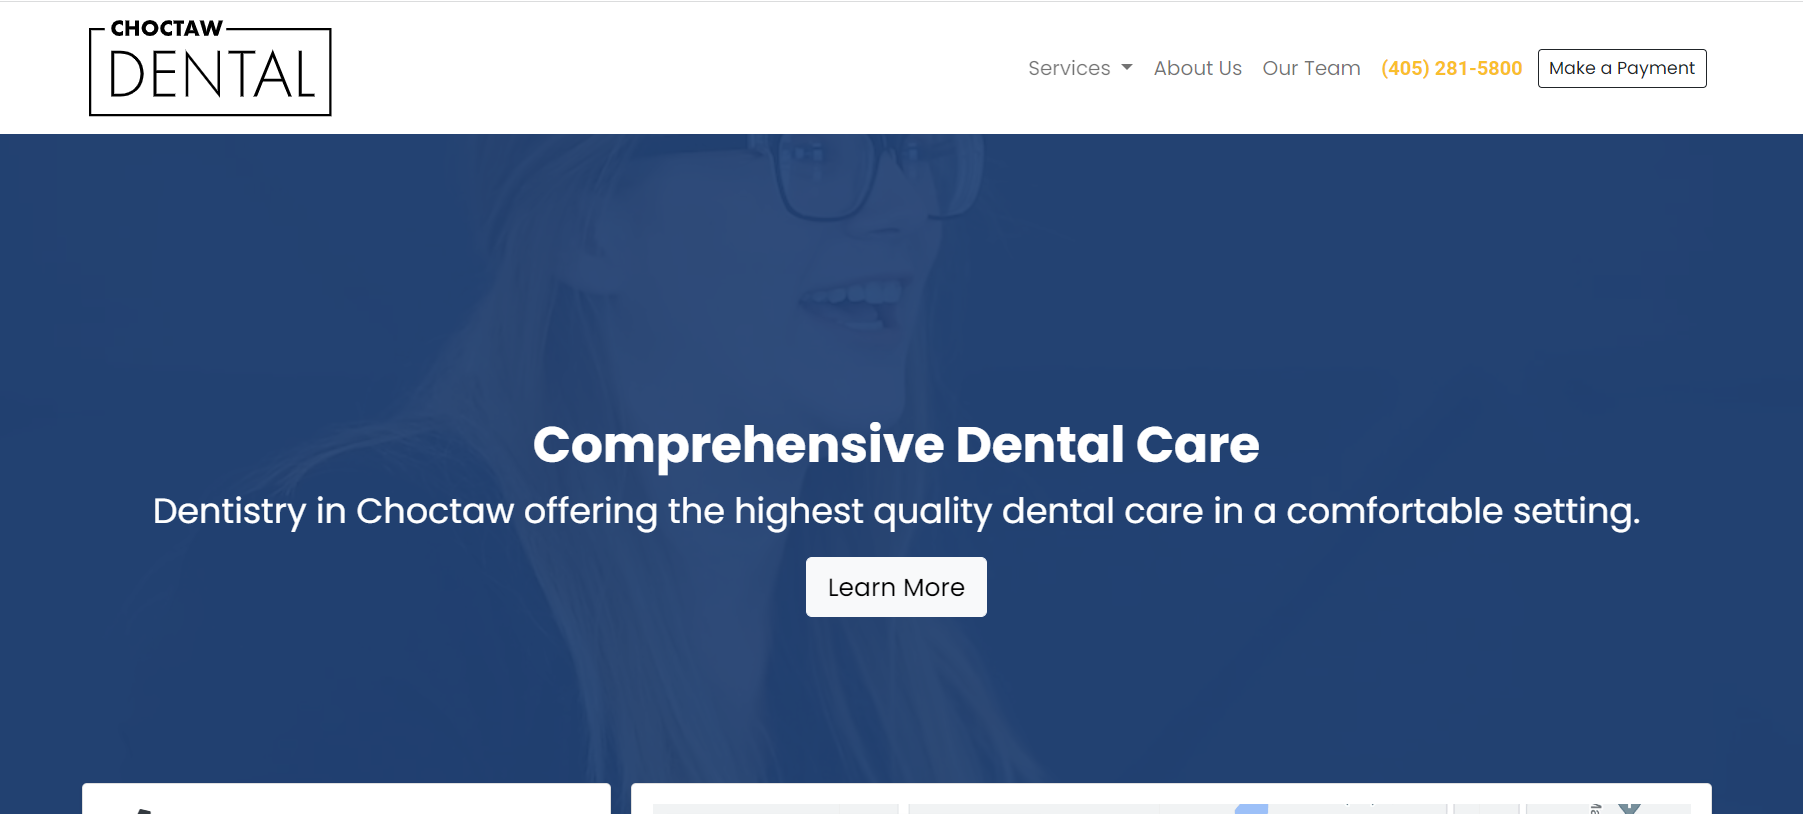 CHOCTAW
DENTAL
Services About Us Our Team (405) 281-5800 Make a Payment
Comprehensive Dental Care
Dentistry in Choctaw offering the highest quality dental care in a comfortable setting.
Learn More